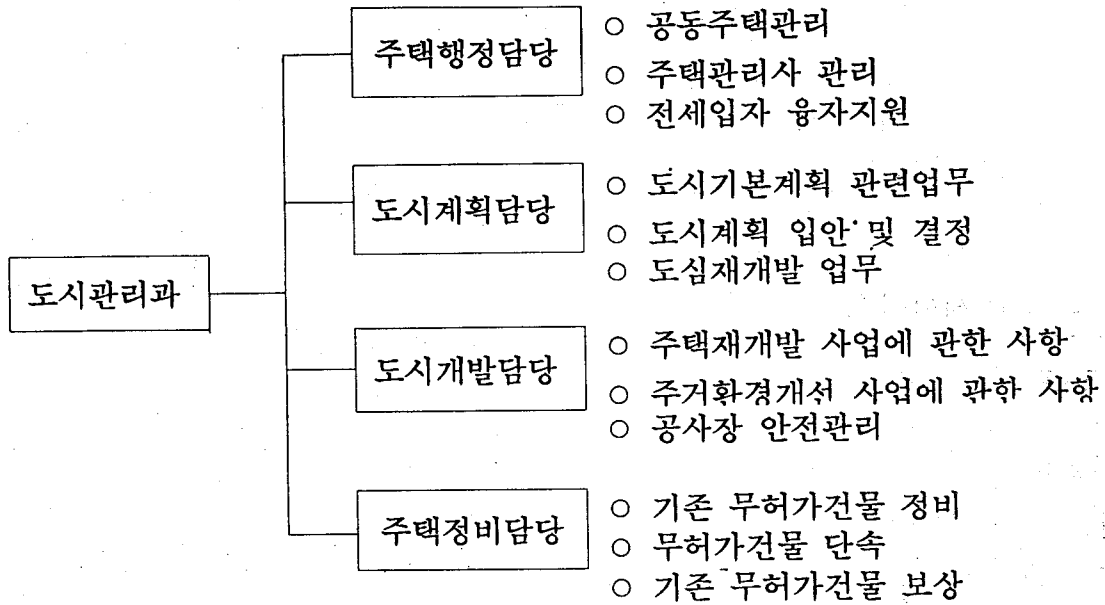 주택행정담당
○ 공동주택관리
○ 주택관리사 관리
○ 전세입자 융자지원
도시계획담당
○ 도시기본계획 관련업무
○ 도시계획 입안 및 결정
○ 도심재개발 업무
도시관리과
도시개발담당
○ 주택재개발 사업에 관한 사항
○ 주거환경개선 사업에 관한 사항
○ 공사장 안전관리
주택정비담당
○ 기존 무허가건물 정비
○ 무허가건물 단속
○ 기존 무허가건물 보상